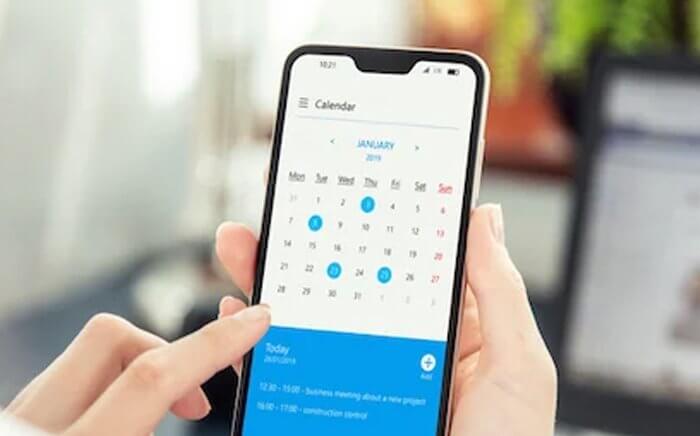 10:21 LTE
Calendar
< JANUARY >
2019
Mon Tue Wed Thu Fri Sat Sun
31 1 2 3 4 5 6
7 8 9 10 11 12 13
14 15 16 17 18 19 20
21 22 23 24 25 26 27
28 29 30 31 1 2 3
Today
26/01/2019
Add
12:30 - 15:00 - business meeting about a new project
16:00 - 17:00 - construction control